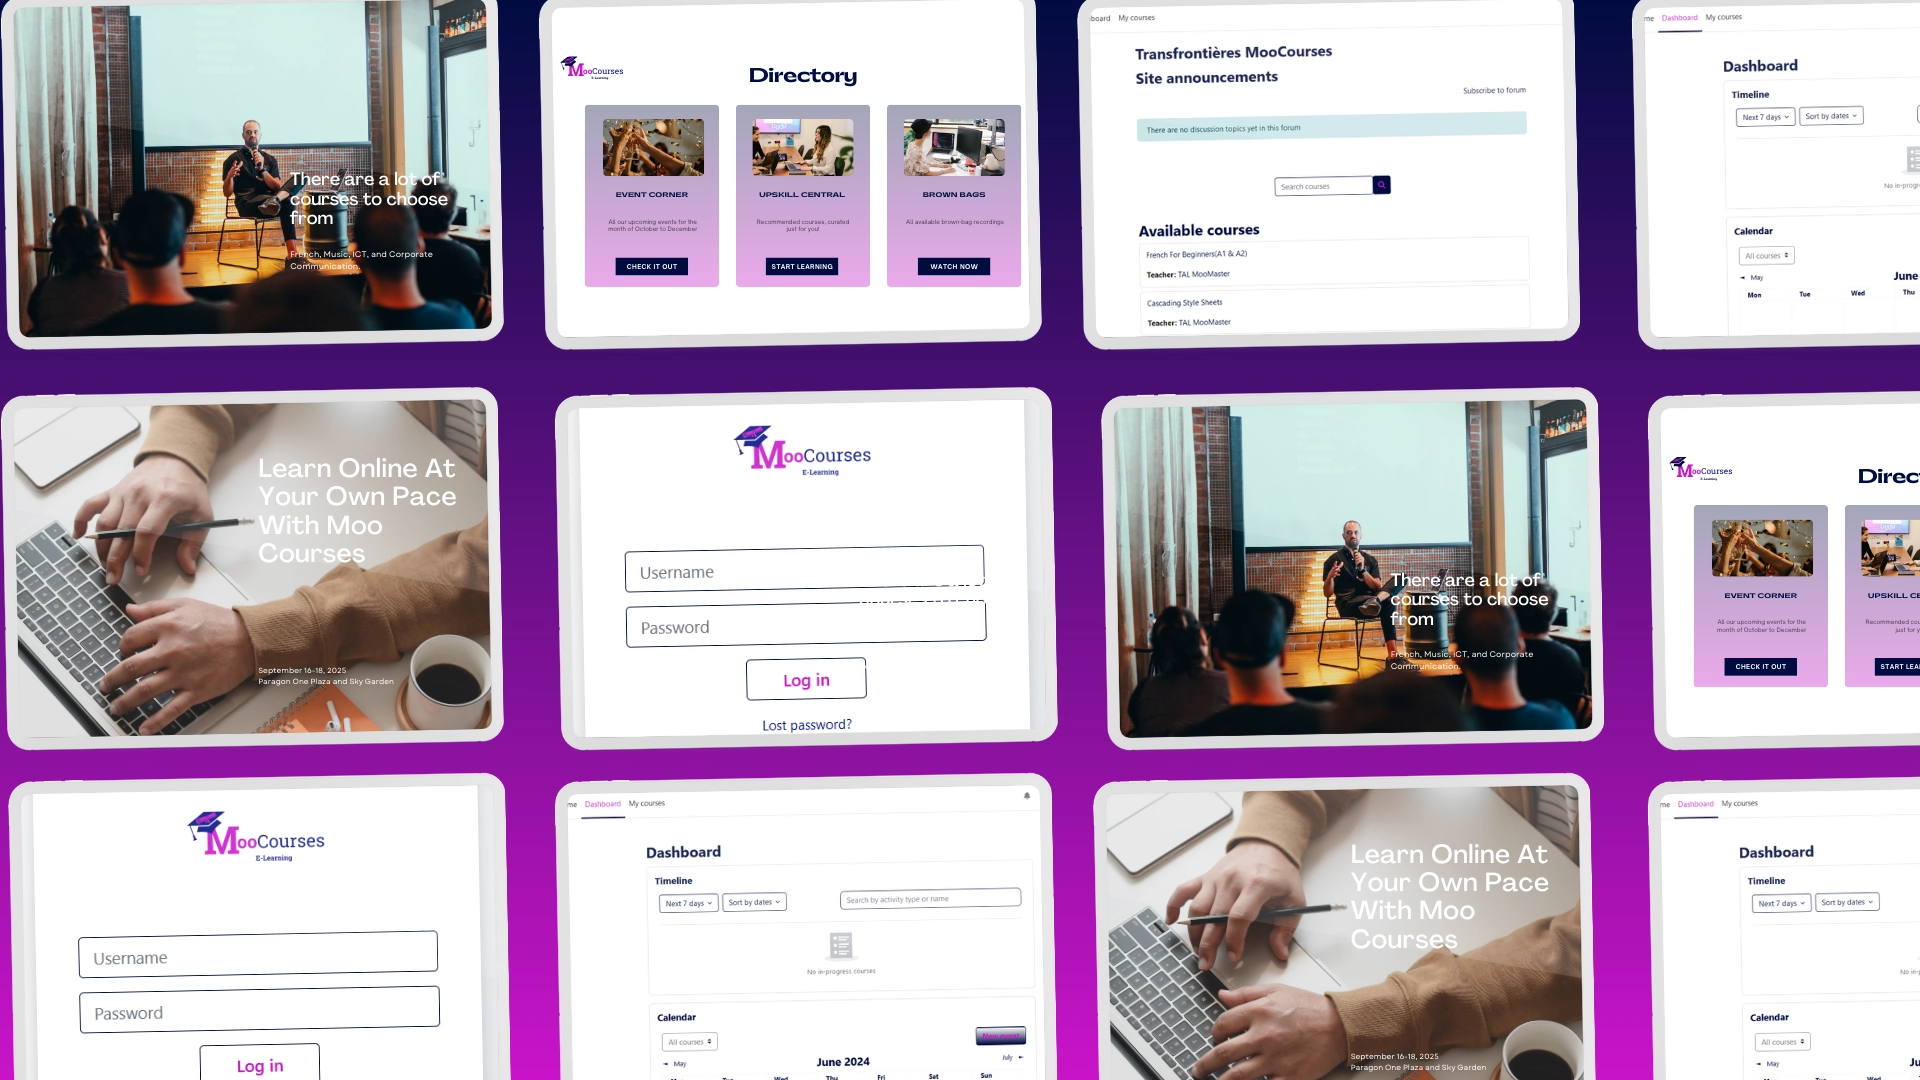 There are a lot of
courses to choose
from
French, Music, ICT, and Corporate
Communication.
MooCourses
E-Learning
Directory
EVENT CORNER
All our upcoming events for the
month of October to December
CHECK IT OUT
UPSKILL CENTRAL
Recommended courses, curated
just for you!
START LEARNING
BROWN BAGS
All available brown-bag recordings
WATCH NOW
board My courses
Transfrontières MooCourses
Site announcements
Subscribe to forum
There are no discussion topics yet in this forum
Search courses
Available courses
French For Beginners(A1 & A2)
Teacher: TAL MooMaster
Cascading Style Sheets
Teacher: TAL MooMaster
me Dashboard My courses
Dashboard
Timeline
Next 7 days Sort by dates
No in-progr
Calendar
All courses
May
June
Mon Tue Wed Thu
Learn Online At
Your Own Pace
With Moo
Courses
September 16-18, 2025
Paragon One Plaza and Sky Garden
MooCourses
E-Learning
Username
Password
Log in
Lost password?
There are a lot of
courses to choose
from
French, Music, ICT, and Corporate
Communication.
MooCourses
E-Learning
Direc
EVENT CORNER
All our upcoming events for the
month of October to December
CHECK IT OUT
UPSKILL CE
Recommended cou
just for y
START LEA
MooCourses
E-Learning
Username
Password
Log in
me Dashboard My courses
Dashboard
Timeline
Next 7 days Sort by dates Search by activity type or name
No in-progress courses
Calendar
All courses New event
May June 2024 July
Mon Tue Wed Thu Fri Sat Sun
Learn Online At
Your Own Pace
With Moo
Courses
September 16-18, 2025
Paragon One Plaza and Sky Garden
me Dashboard My courses
Dashboard
Timeline
Next 7 days Sort by dates
No in-p
Calendar
All courses
May Ju